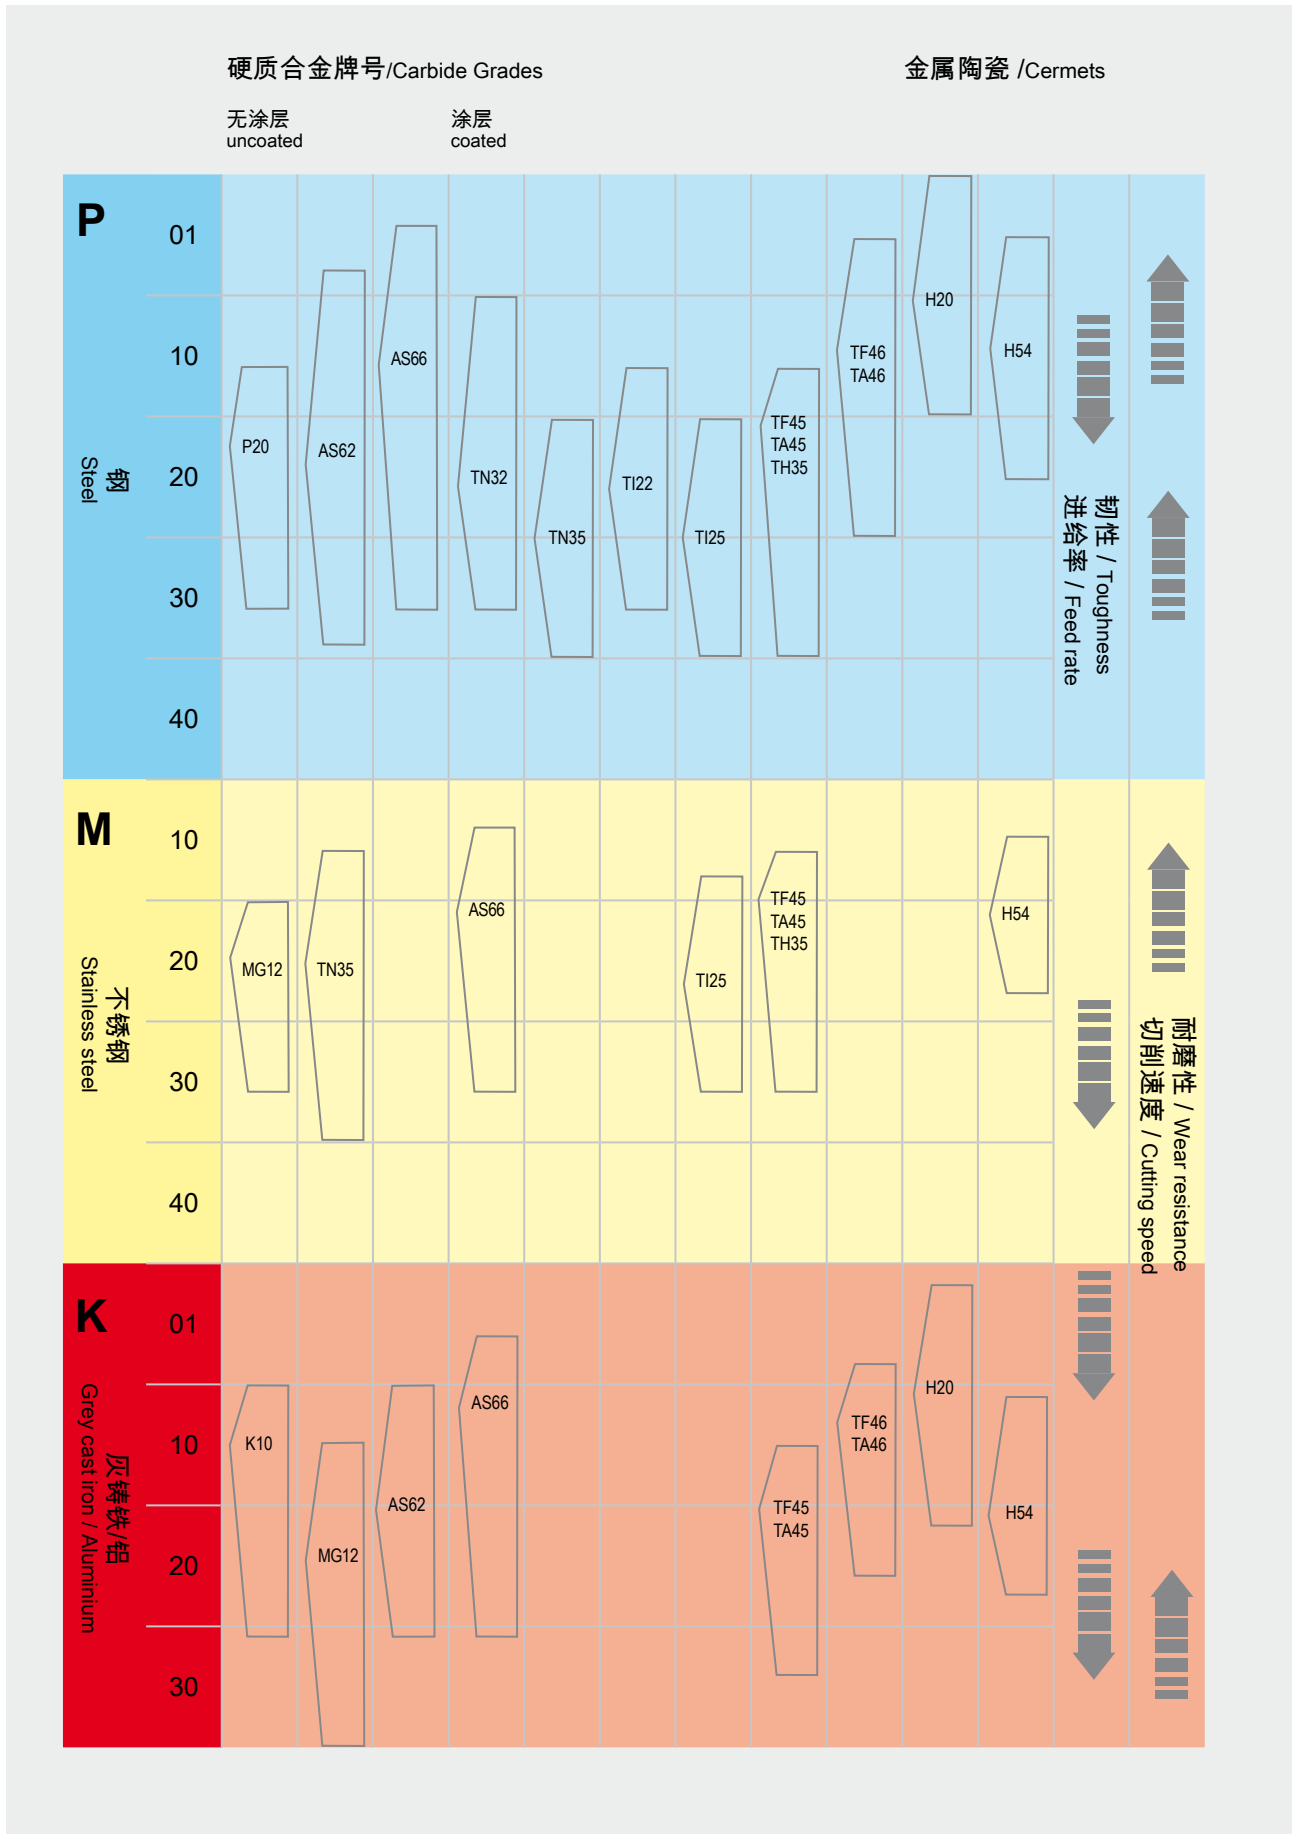 硬质合金牌号/Carbide Grades
金属陶瓷 /Cermets
无涂层
uncoated
涂层
coated
P
钢
Steel
01
10
20
30
40
P20
AS62
AS66
TN32
TN35
TI22
TI25
TF45
TA45
TH35
TF46
TA46
H20
H54
韧性 / Toughness
进给率 / Feed rate
M
不锈钢
Stainless steel
10
20
30
40
MG12
TN35
AS66
TI25
TF45
TA45
TH35
H54
耐磨性 / Wear resistance
切削速度 / Cutting speed
K
灰铸铁/铝
Grey cast iron / Aluminium
01
10
20
30
K10
MG12
AS62
AS66
TF45
TA45
TF46
TA46
H20
H54